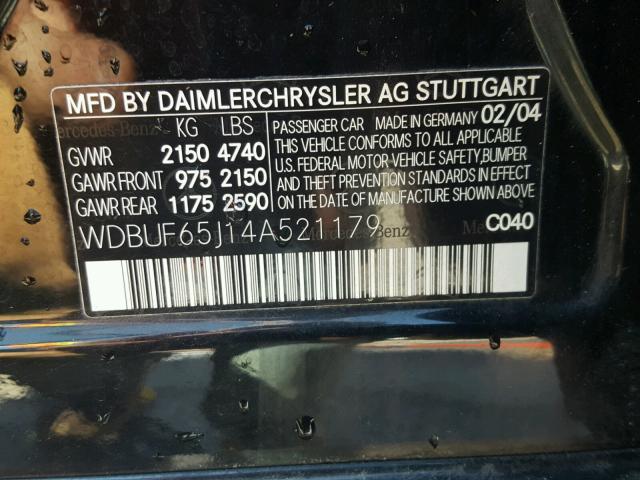 MFD BY DAIMLERCHRYSLER AG STUTTGART
KG LBS
GVWR 2150 4740
GAWR FRONT 975 2150
GAWR REAR 1175 2590
PASSENGER CAR MADE IN GERMANY 02/04
THIS VEHICLE CONFORMS TO ALL APPLICABLE
U.S. FEDERAL MOTOR-VEHICLE SAFETY,BUMPER
AND THEFT PREVENTION STANDARDS IN EFFECT
ON THE DATE OF MANUFACTURE SHOWN ABOVE.
WDBUF65J14A521179 C040